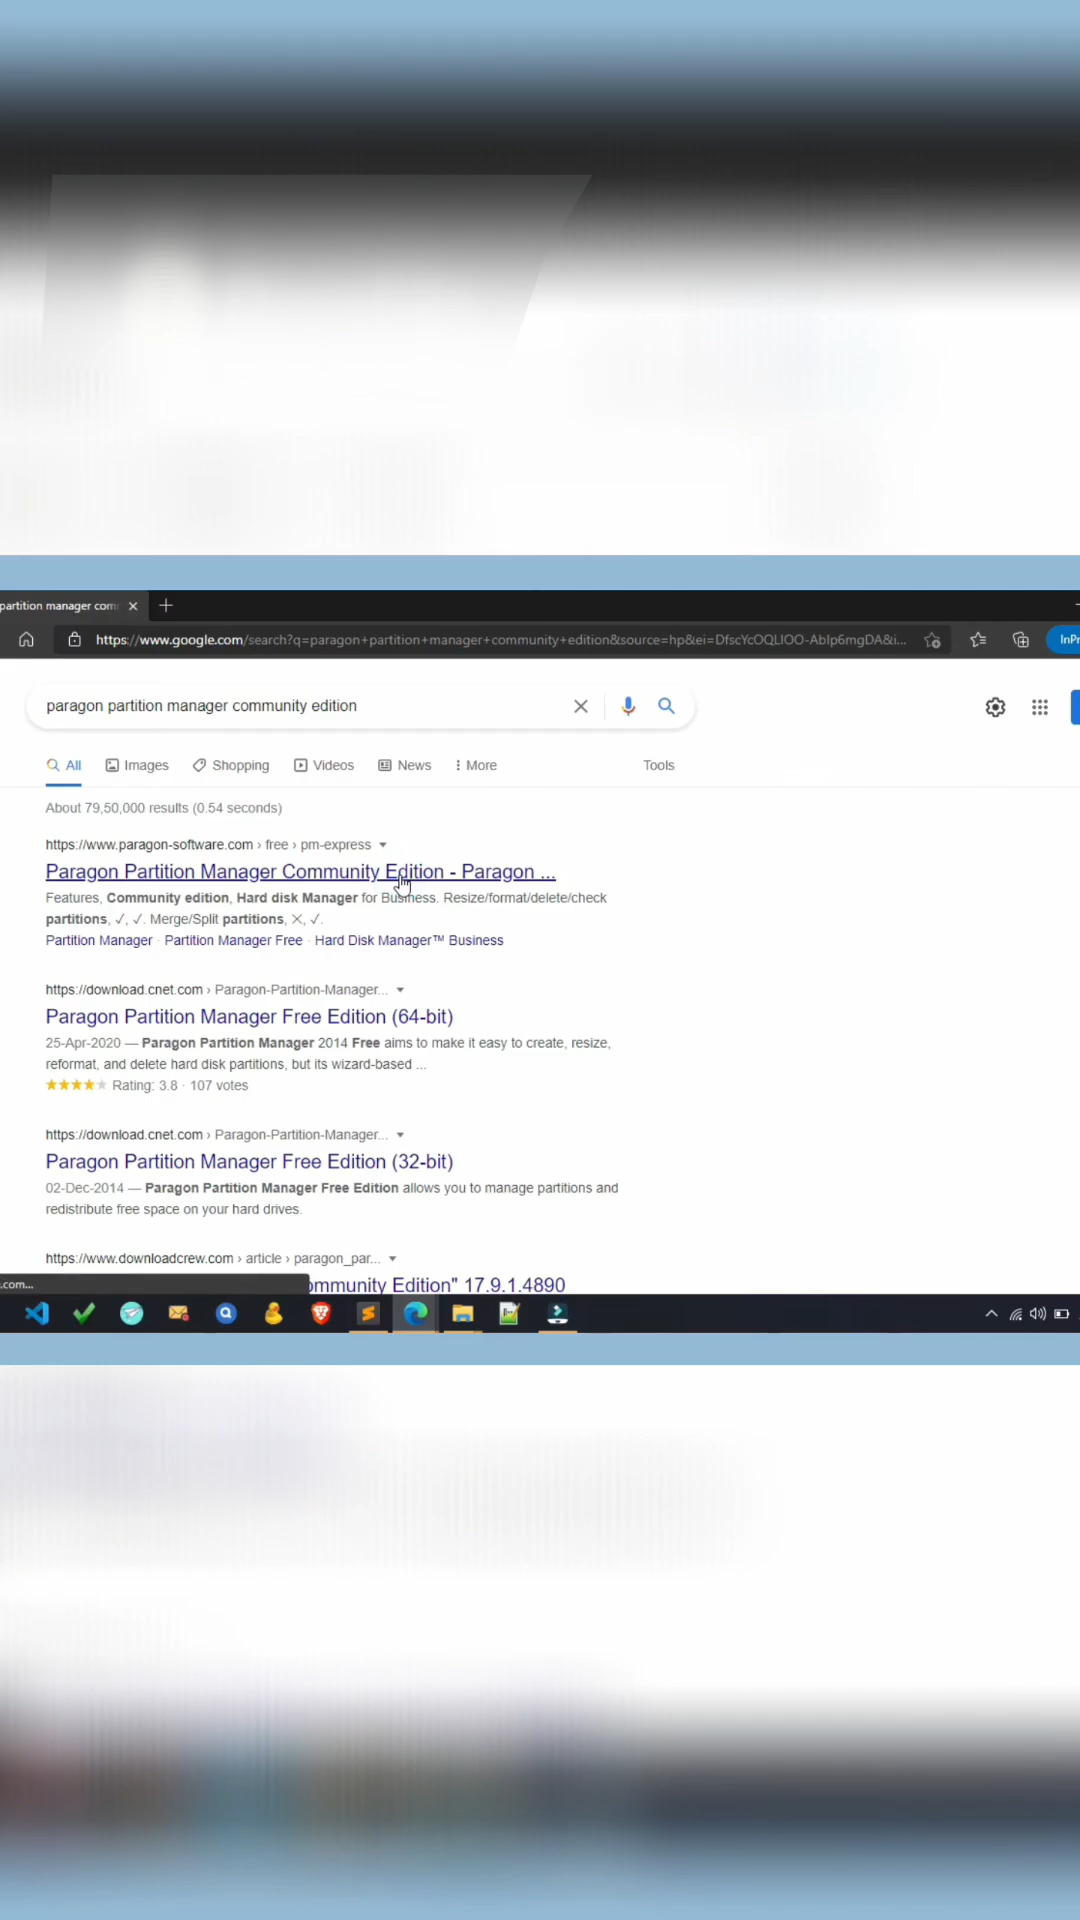 partition manager com
https://www.google.com/search?q=paragon+partition+manager+community+edition&source=hp&ei=DfscYcOQLIOO-AbIp6mgDA&i...
InPr
paragon partition manager community edition
All Images Shopping Videos News More Tools
About 79,50,000 results (0.54 seconds)
https://www.paragon-software.com › free › pm-express
Paragon Partition Manager Community Edition - Paragon ...
Features, Community edition, Hard disk Manager for Business. Resize/format/delete/check
partitions, ✓, ✓. Merge/Split partitions, ✕, ✓.
Partition Manager · Partition Manager Free · Hard Disk Manager™ Business
https://download.cnet.com › Paragon-Partition-Manager...
Paragon Partition Manager Free Edition (64-bit)
25-Apr-2020 — Paragon Partition Manager 2014 Free aims to make it easy to create, resize,
reformat, and delete hard disk partitions, but its wizard-based ...
Rating: 3.8 · 107 votes
https://download.cnet.com › Paragon-Partition-Manager...
Paragon Partition Manager Free Edition (32-bit)
02-Dec-2014 — Paragon Partition Manager Free Edition allows you to manage partitions and
redistribute free space on your hard drives.
https://www.downloadcrew.com › article › paragon_par...
ommunity Edition" 17.9.1.4890
.com...